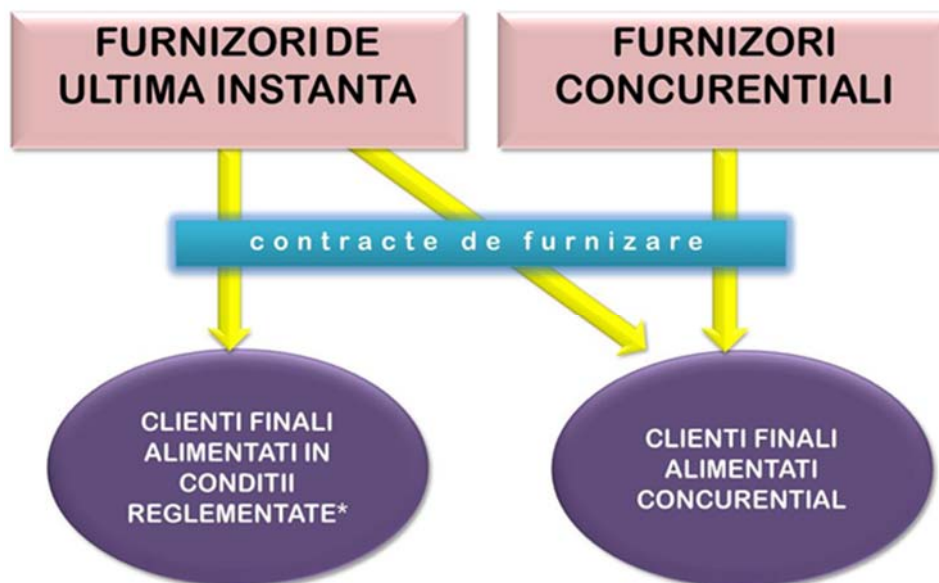 FURNIZORI DE
ULTIMA INSTANTA
FURNIZORI
CONCURENTIALI
contracte de furnizare
CLIENTI FINALI
ALIMENTATI IN
CONDITII
REGLEMENTATE*
CLIENTI FINALI
ALIMENTATI
CONCURENTIAL